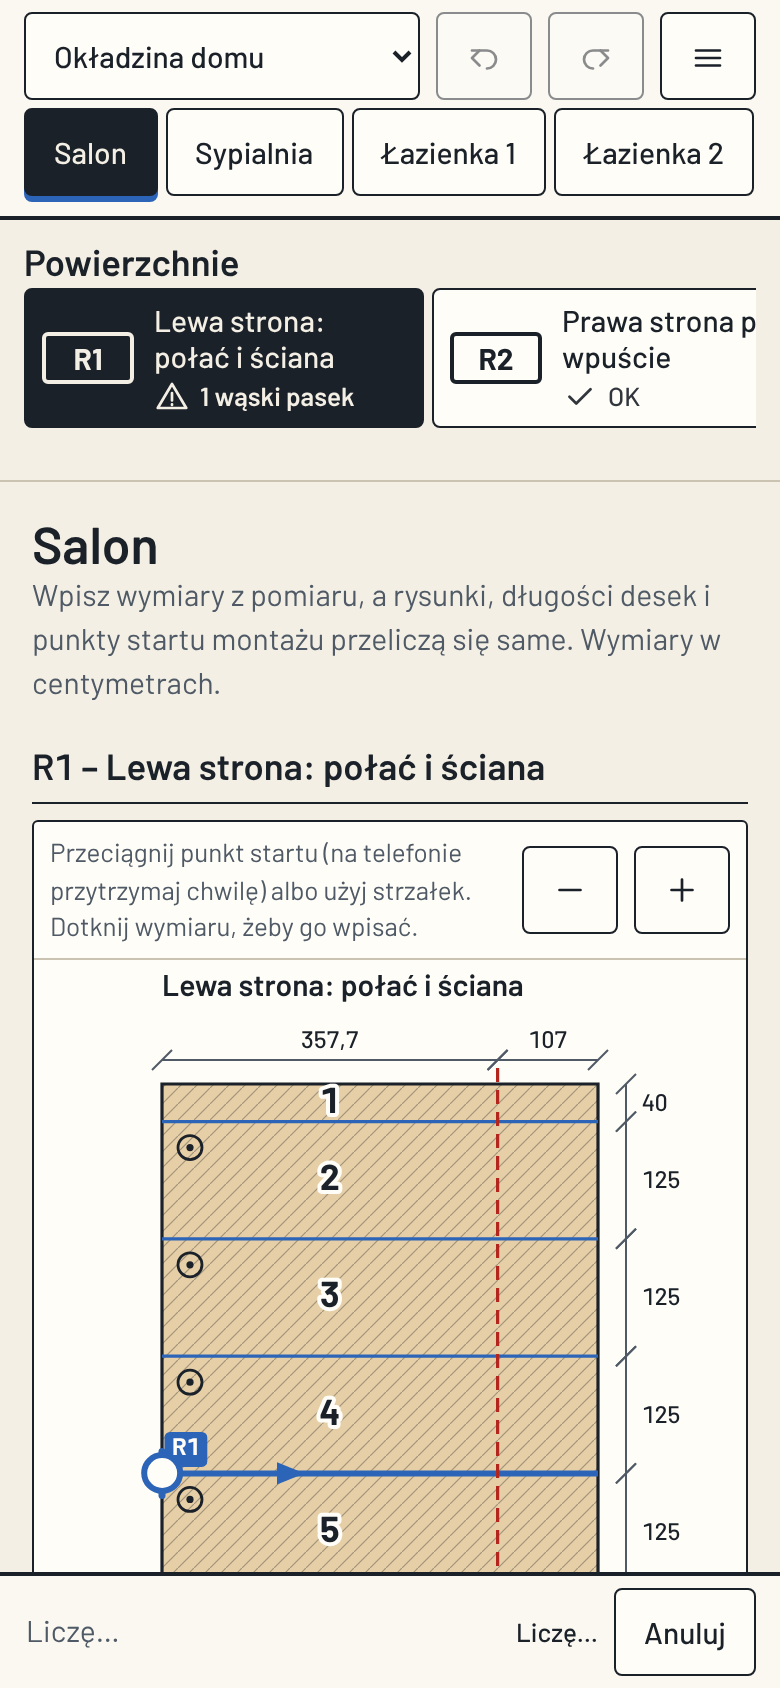 Okładzina domu
Salon
Sypialnia
Łazienka 1
Łazienka 2
Powierzchnie
R1
Lewa strona:
połać i ściana
1 wąski pasek
R2
Prawa strona p
wpuście
OK
Salon
Wpisz wymiary z pomiaru, a rysunki, długości desek i
punkty startu montażu przeliczą się same. Wymiary w
centymetrach.
R1 – Lewa strona: połać i ściana
Przeciągnij punkt startu (na telefonie
przytrzymaj chwilę) albo użyj strzałek.
Dotknij wymiaru, żeby go wpisać.
− +
Lewa strona: połać i ściana
357,7 107
1 40
2 125
3 125
4 125
R1
5 125
Liczę... Liczę... Anuluj